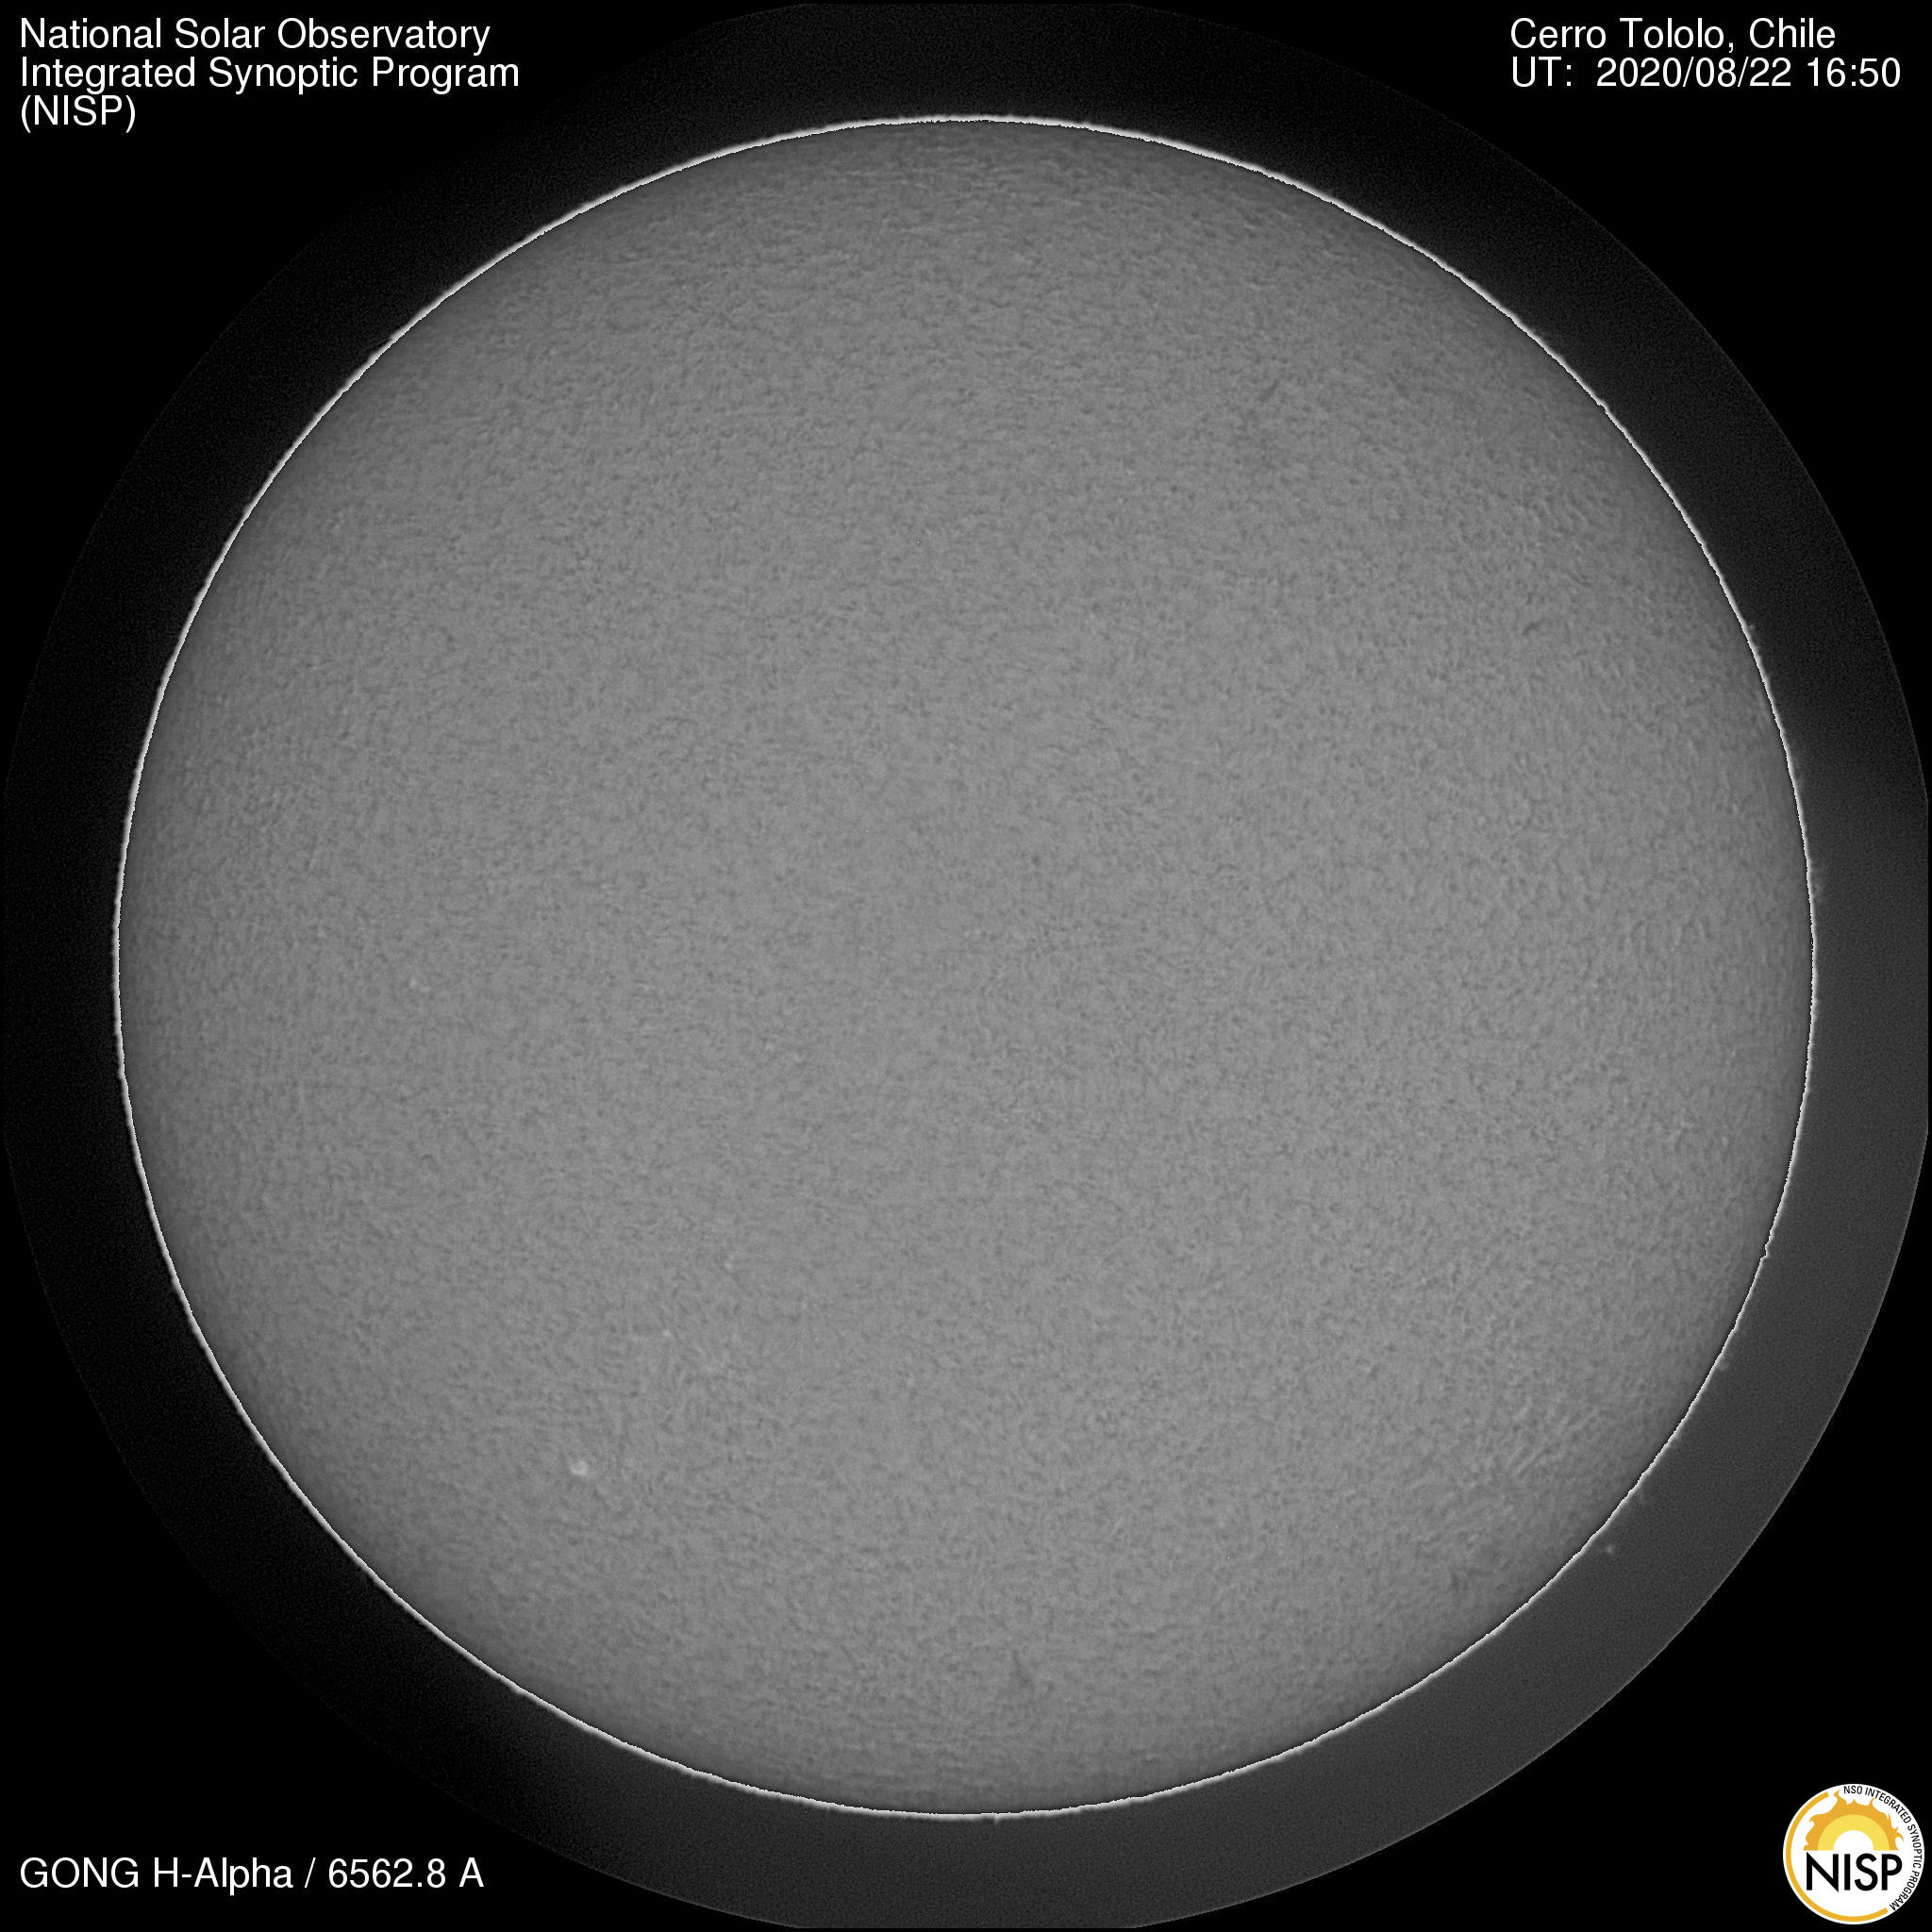 National Solar Observatory
Integrated Synoptic Program
(NISP)
Cerro Tololo, Chile
UT: 2020/08/22 16:50
GONG H-Alpha / 6562.8 A
NSO INTEGRATED SYNOPTIC PROGRAM
NISP